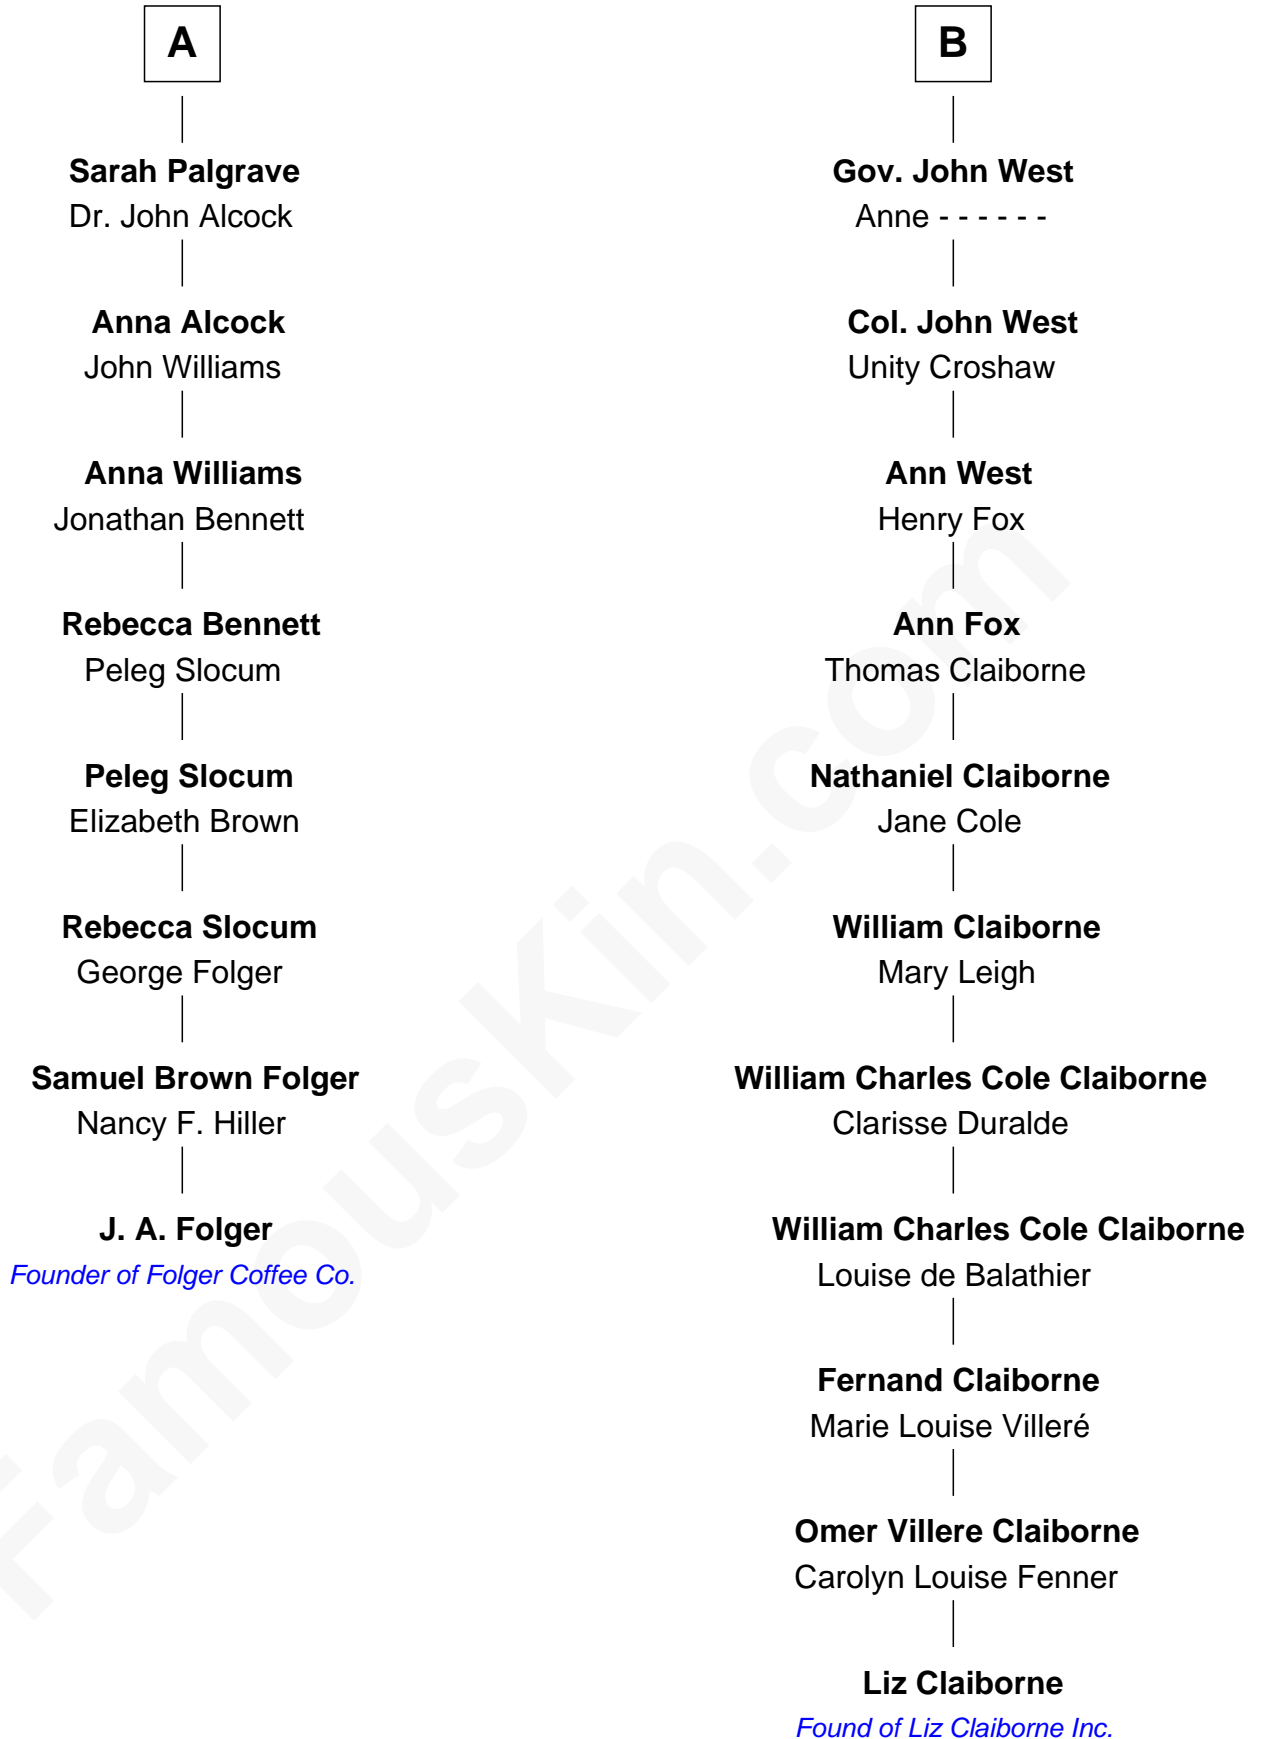 A
Sarah Palgrave
Dr. John Alcock
Anna Alcock
John Williams
Anna Williams
Jonathan Bennett
Rebecca Bennett
Peleg Slocum
Peleg Slocum
Elizabeth Brown
Rebecca Slocum
George Folger
Samuel Brown Folger
Nancy F. Hiller
J. A. Folger
Founder of Folger Coffee Co.
B
Gov. John West
Anne - - - - - -
Col. John West
Unity Croshaw
Ann West
Henry Fox
Ann Fox
Thomas Claiborne
Nathaniel Claiborne
Jane Cole
William Claiborne
Mary Leigh
William Charles Cole Claiborne
Clarisse Duralde
William Charles Cole Claiborne
Louise de Balathier
Fernand Claiborne
Marie Louise Villeré
Omer Villere Claiborne
Carolyn Louise Fenner
Liz Claiborne
Found of Liz Claiborne Inc.
FamousKin.com